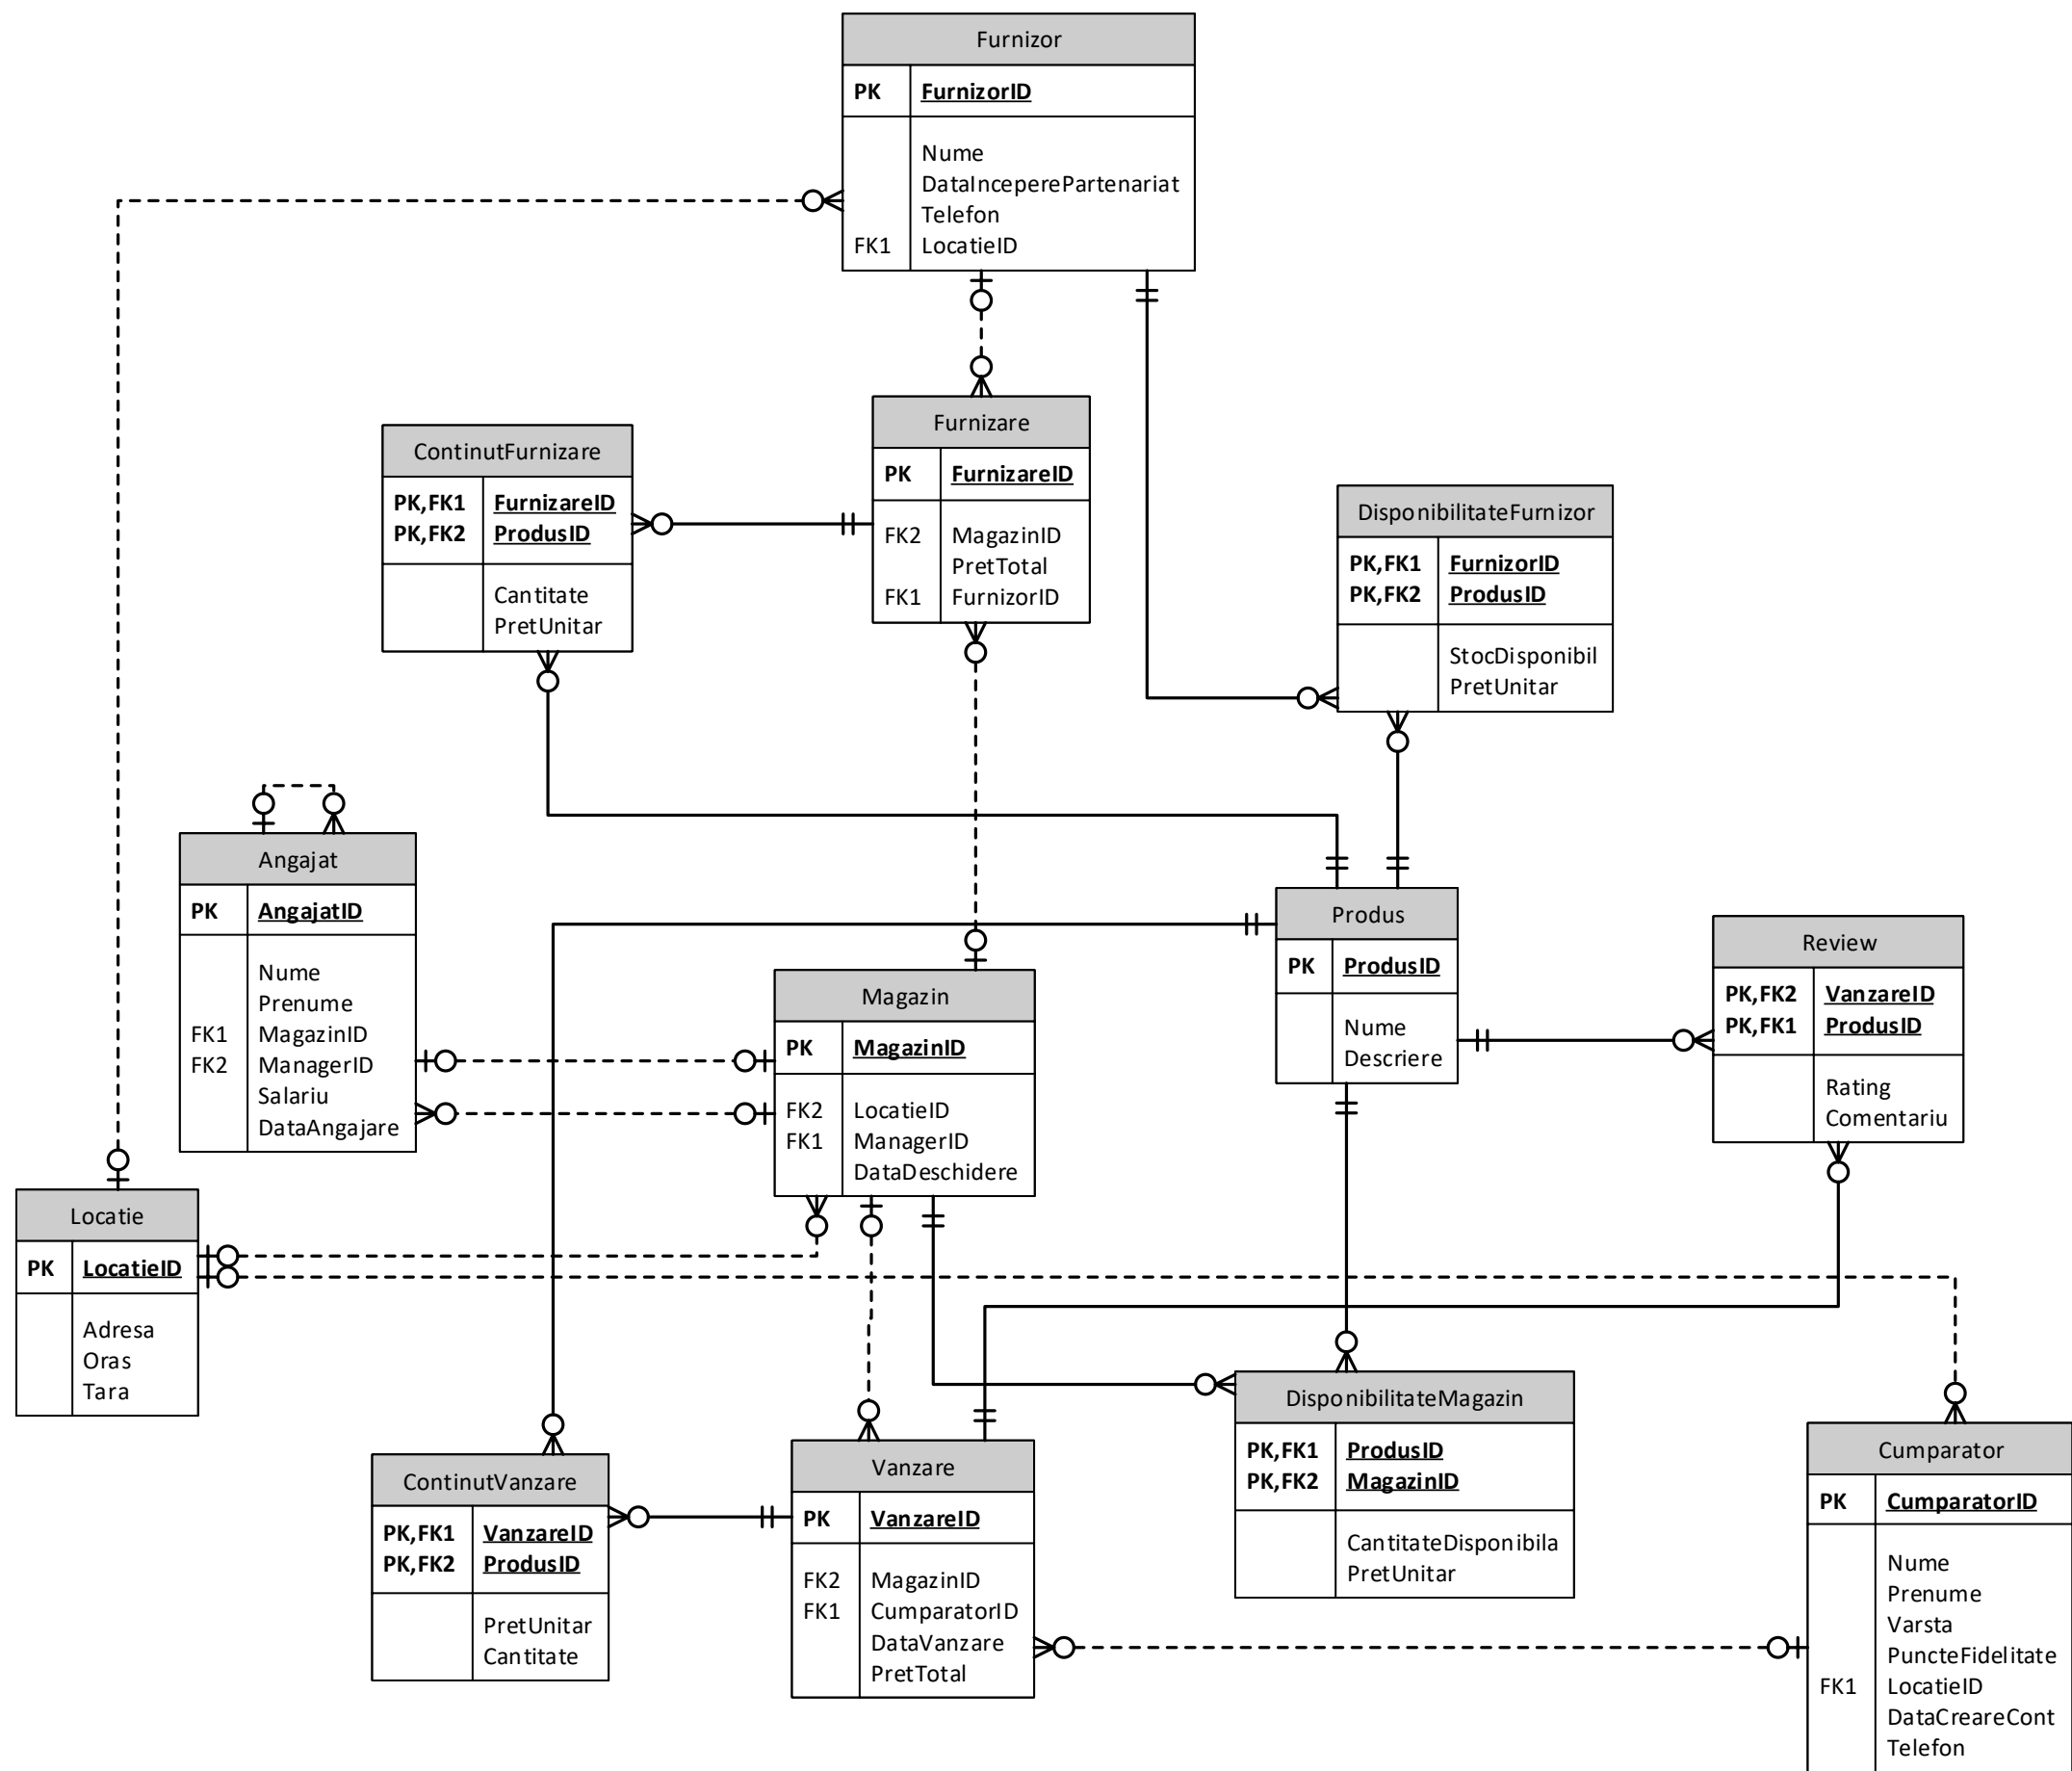 Furnizor
PK FurnizorID
Nume
DataInceperePartenariat
Telefon
FK1 LocatieID
Furnizare
PK FurnizareID
FK2 MagazinID
PretTotal
FK1 FurnizorID
ContinutFurnizare
PK,FK1 FurnizareID
PK,FK2 ProdusID
Cantitate
PretUnitar
DisponibilitateFurnizor
PK,FK1 FurnizorID
PK,FK2 ProdusID
StocDisponibil
PretUnitar
Angajat
PK AngajatID
Nume
Prenume
FK1 MagazinID
FK2 ManagerID
Salariu
DataAngajare
Produs
PK ProdusID
Nume
Descriere
Review
PK,FK2 VanzareID
PK,FK1 ProdusID
Rating
Comentariu
Magazin
PK MagazinID
FK2 LocatieID
FK1 ManagerID
DataDeschidere
Locatie
PK LocatieID
Adresa
Oras
Tara
DisponibilitateMagazin
PK,FK1 ProdusID
PK,FK2 MagazinID
CantitateDisponibila
PretUnitar
ContinutVanzare
PK,FK1 VanzareID
PK,FK2 ProdusID
PretUnitar
Cantitate
Vanzare
PK VanzareID
FK2 MagazinID
FK1 CumparatorID
DataVanzare
PretTotal
Cumparator
PK CumparatorID
Nume
Prenume
Varsta
PuncteFidelitate
FK1 LocatieID
DataCreareCont
Telefon